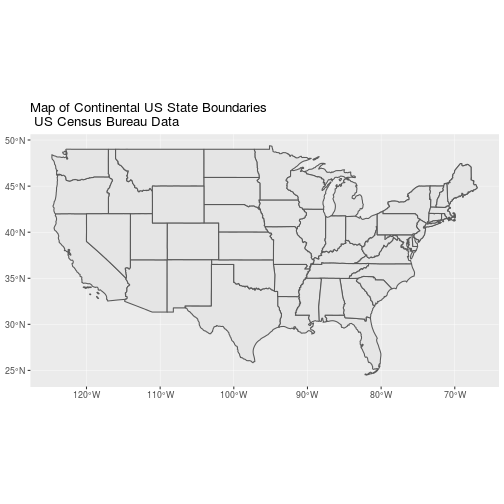 Map of Continental US State Boundaries
US Census Bureau Data
50°N
45°N
40°N
35°N
30°N
25°N
120°W 110°W 100°W 90°W 80°W 70°W